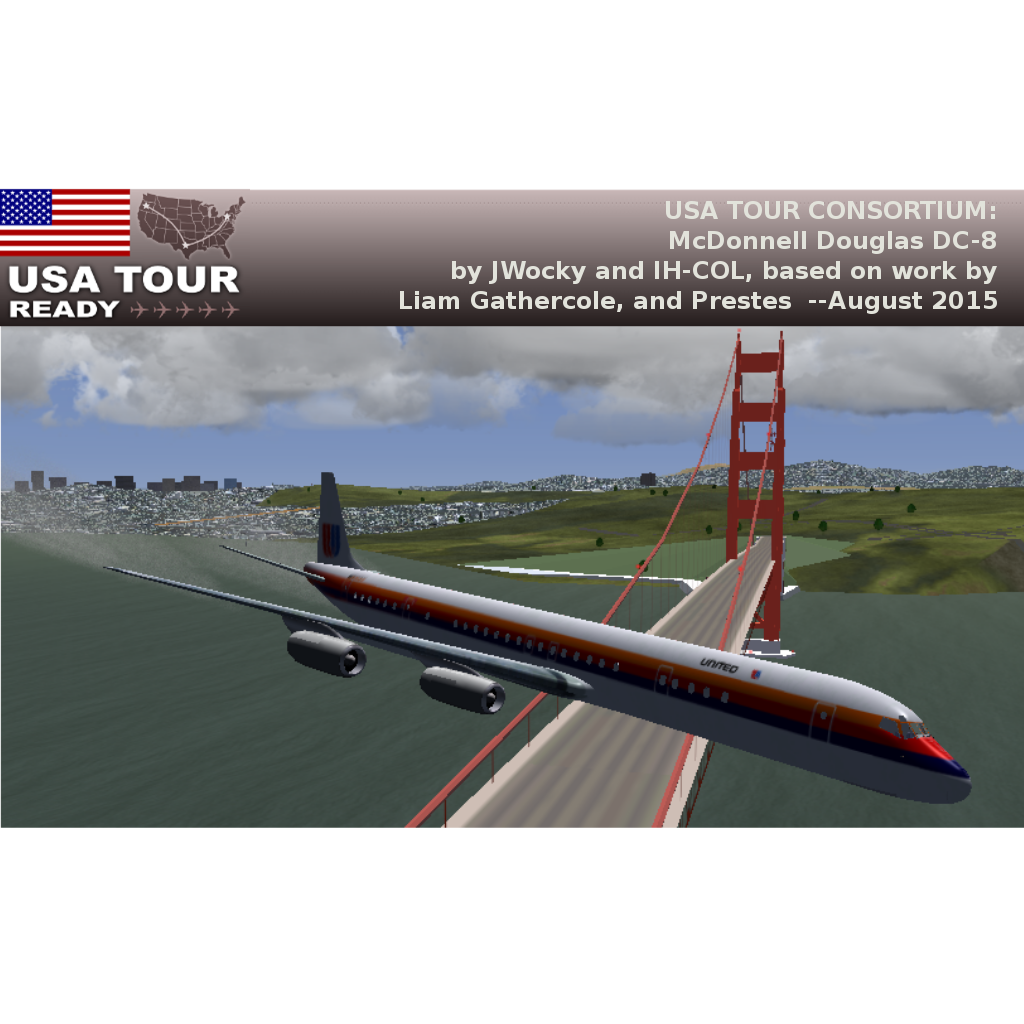 USA TOUR
READY
USA TOUR CONSORTIUM:
McDonnell Douglas DC-8
by JWocky and IH-COL, based on work by
Liam Gathercole, and Prestes --August 2015
UNITED